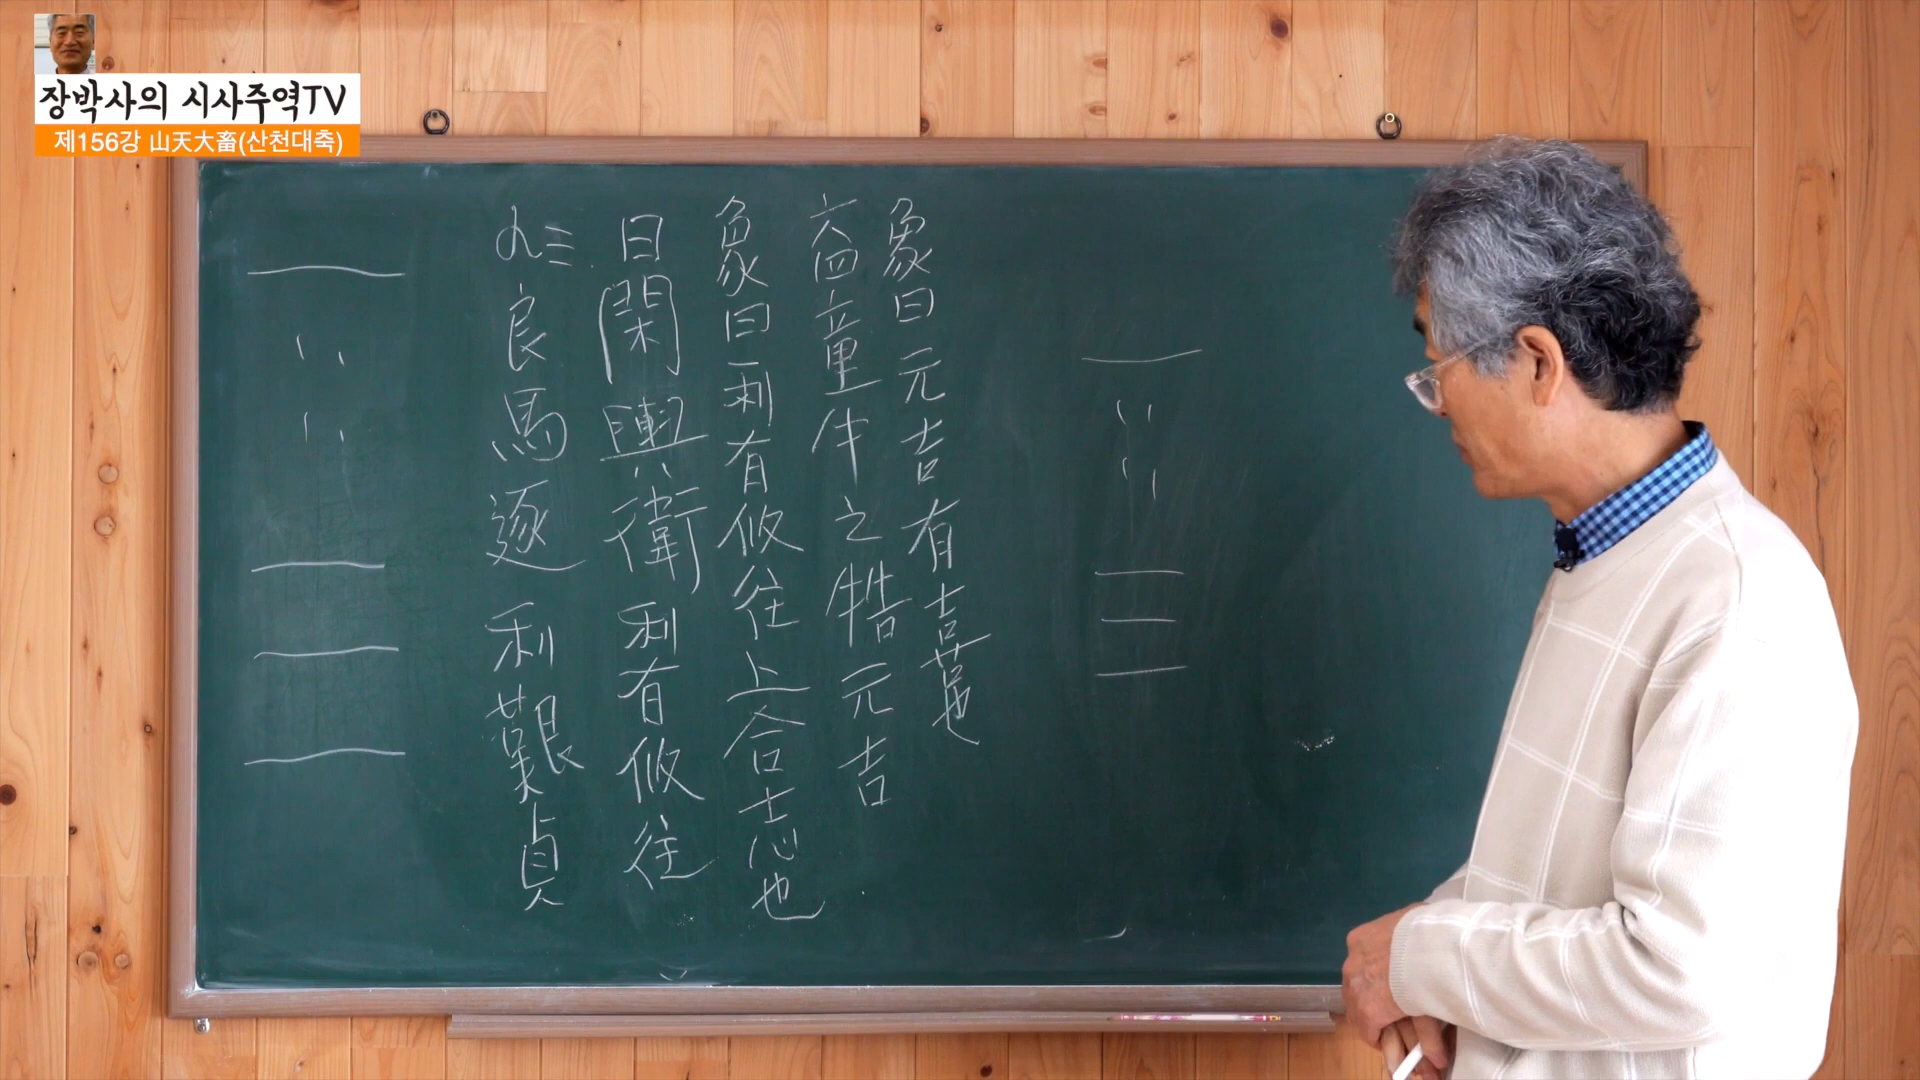 장박사의 시사주역TV
제156강 山天大畜(산천대축)
九三 良馬逐 利艱貞
日閑輿衛 利有攸往
象曰 利有攸往 上合志也
六四 童牛之牿 元吉
象曰 元吉 有喜也